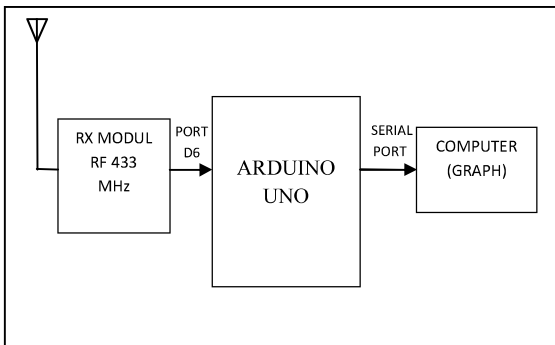 RX MODUL
RF 433
MHz
PORT
D6
ARDUINO
UNO
SERIAL
PORT
COMPUTER
(GRAPH)